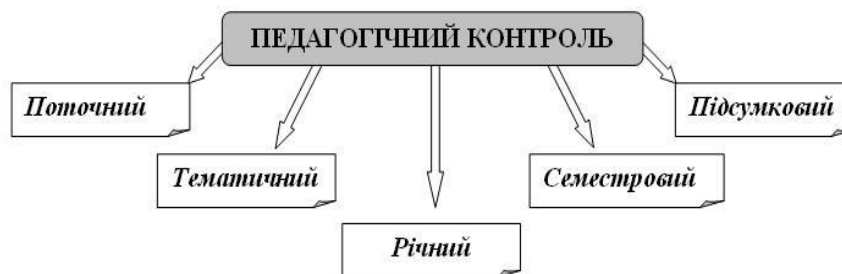 ПЕДАГОГІЧНИЙ КОНТРОЛЬ
Поточний
Підсумковий
Тематичний
Семестровий
Річний